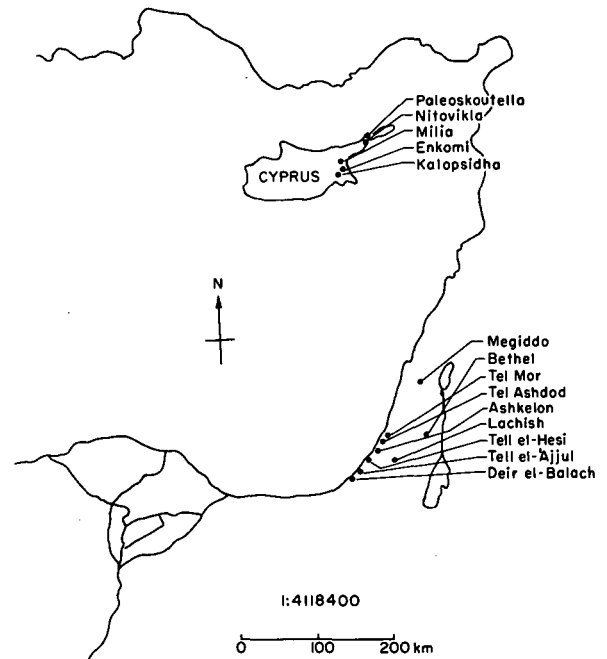 Paleoskoutella
Nitovikla
Milia
Enkomi
Kalopsidha
CYPRUS
N
Megiddo
Bethel
Tel Mor
Tel Ashdod
Ashkelon
Lachish
Tell el-Hesi
Tell el-Ajjul
Deir el-Balach
1:4118400
0 100 200 km